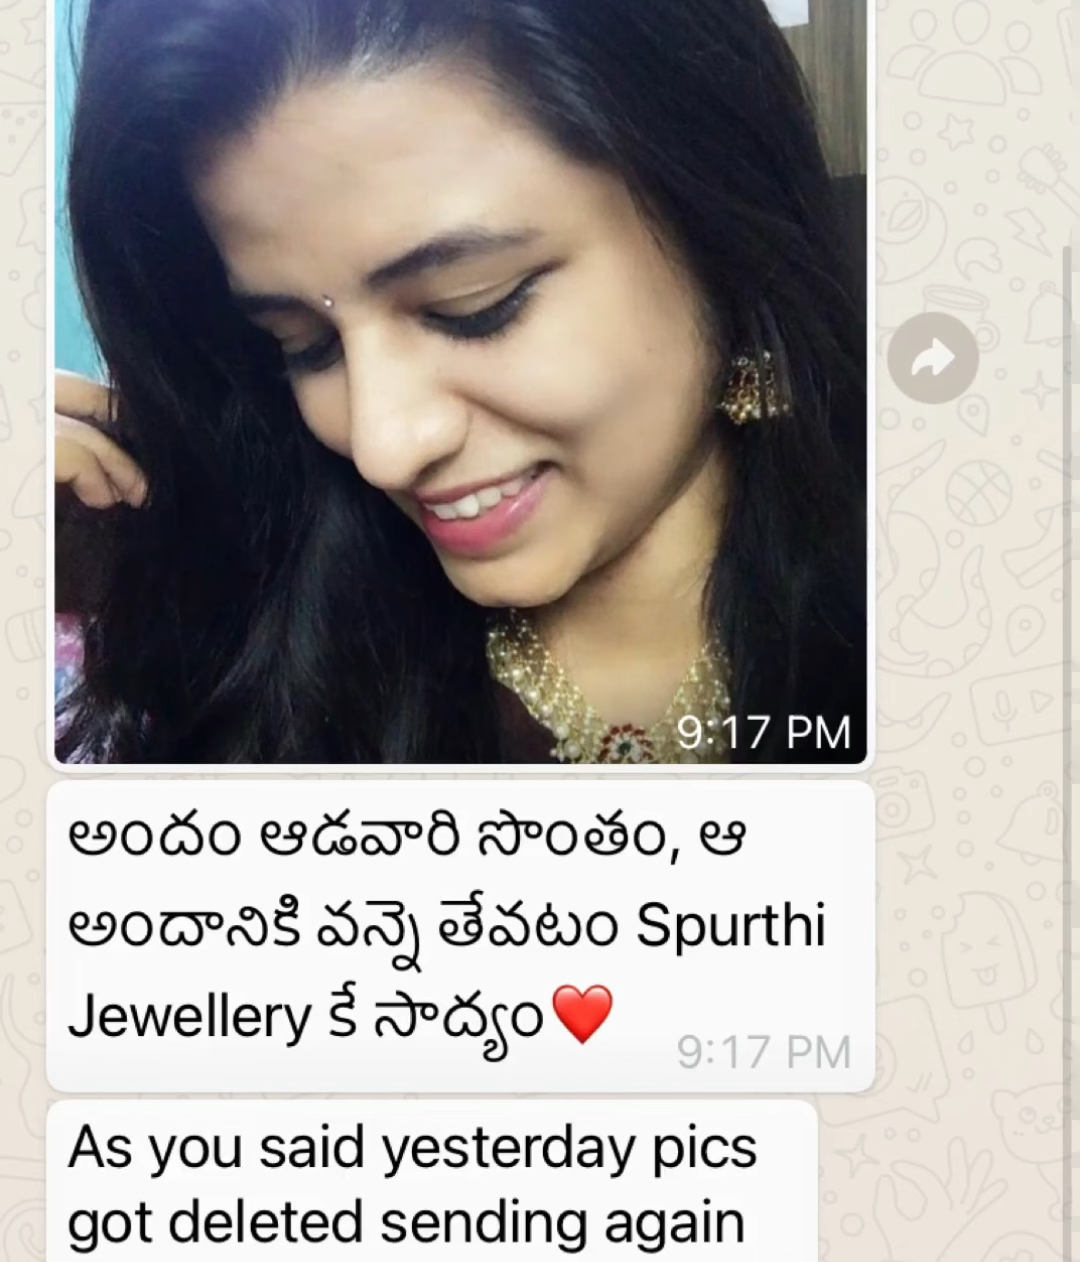 9:17 PM
అందం ఆడవారి సొంతం, ఆ
అందానికి వన్నె తేవటం Spurthi
Jewellery కే సాద్యం❤️
9:17 PM
As you said yesterday pics
got deleted sending again